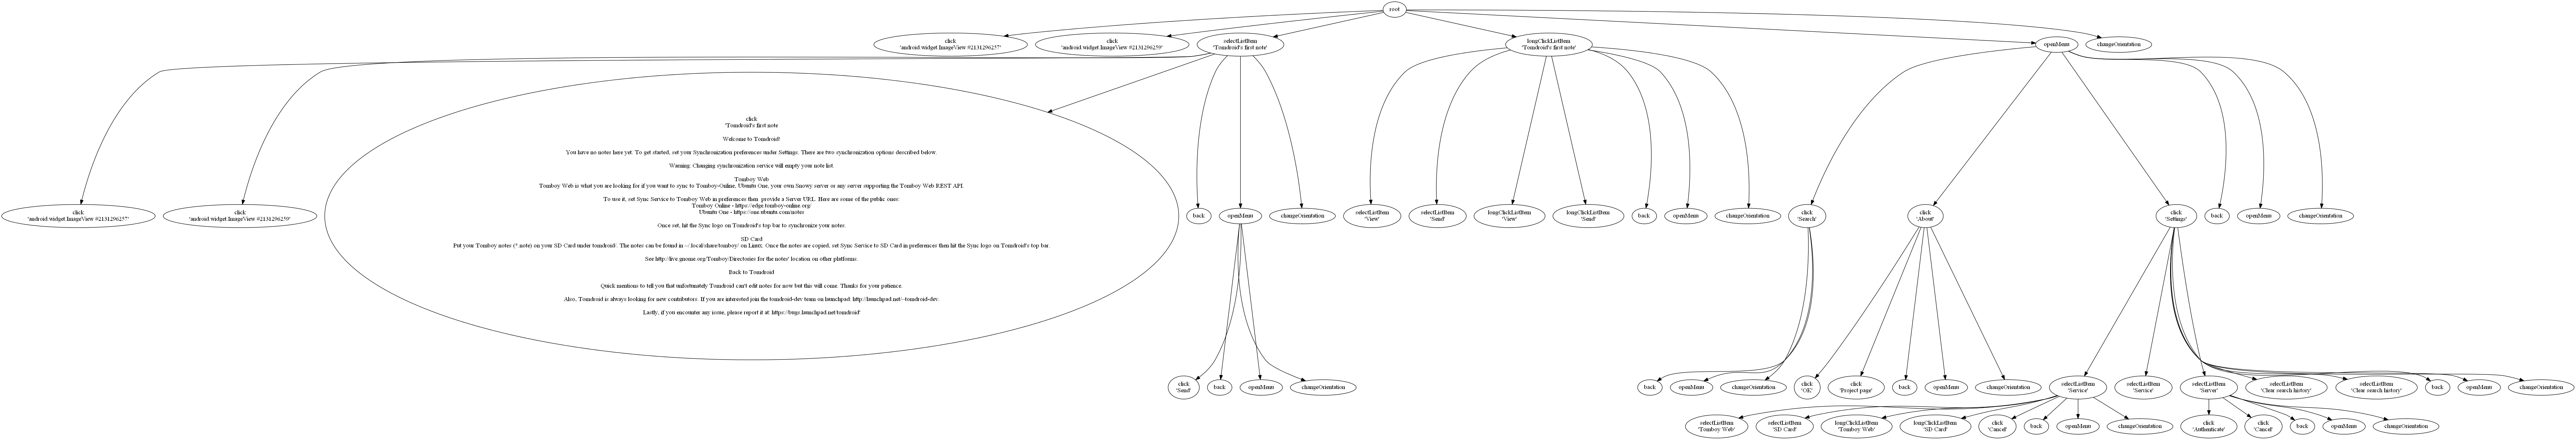 root
click
'android.widget.ImageView #2131296257'
click
'android.widget.ImageView #2131296259'
selectListItem
'Tomdroid's first note'
longClickListItem
'Tomdroid's first note'
openMenu
changeOrientation
click
'android.widget.ImageView #2131296257'
click
'android.widget.ImageView #2131296259'
click
'Tomdroid's first note
Welcome to Tomdroid!
You have no notes here yet. To get started, set your Synchronization preferences under Settings. There are two synchronization options described below.
Warning: Changing synchronization service will empty your note list.
Tomboy Web
Tomboy Web is what you are looking for if you want to sync to Tomboy-Online, Ubuntu One, your own Snowy server or any server supporting the Tomboy Web REST API.
To use it, set Sync Service to Tomboy Web in preferences then  provide a Server URL. Here are some of the public ones:
Tomboy Online - https://edge.tomboy-online.org/
Ubuntu One - https://one.ubuntu.com/notes/
Once set, hit the Sync logo on Tomdroid's top bar to synchronize your notes.
SD Card
Put your Tomboy notes (*.note) on your SD Card under tomdroid/. The notes can be found in ~/.local/share/tomboy/ on Linux. Once the notes are copied, set Sync Service to SD Card in preferences then hit the Sync logo on Tomdroid's top bar.
See http://live.gnome.org/Tomboy/Directories for the notes' location on other platforms.
Back to Tomdroid
Quick mentions to tell you that unfortunately Tomdroid can't edit notes for now but this will come. Thanks for your patience.
Also, Tomdroid is always looking for new contributors. If you are interested join the tomdroid-dev team on launchpad: http://launchpad.net/~tomdroid-dev.
Lastly, if you encounter any issue, please report it at: https://bugs.launchpad.net/tomdroid/'
back
openMenu
changeOrientation
selectListItem
'View'
selectListItem
'Send'
longClickListItem
'View'
longClickListItem
'Send'
back
openMenu
changeOrientation
click
'Search'
click
'About'
click
'Settings'
back
openMenu
changeOrientation
click
'Send'
back
openMenu
changeOrientation
back
openMenu
changeOrientation
click
'OK'
click
'Project page'
back
openMenu
changeOrientation
selectListItem
'Service'
selectListItem
'Service'
selectListItem
'Server'
selectListItem
'Clear search history'
selectListItem
'Clear search history'
back
openMenu
changeOrientation
selectListItem
'Tomboy Web'
selectListItem
'SD Card'
longClickListItem
'Tomboy Web'
longClickListItem
'SD Card'
click
'Cancel'
back
openMenu
changeOrientation
click
'Authenticate'
click
'Cancel'
back
openMenu
changeOrientation